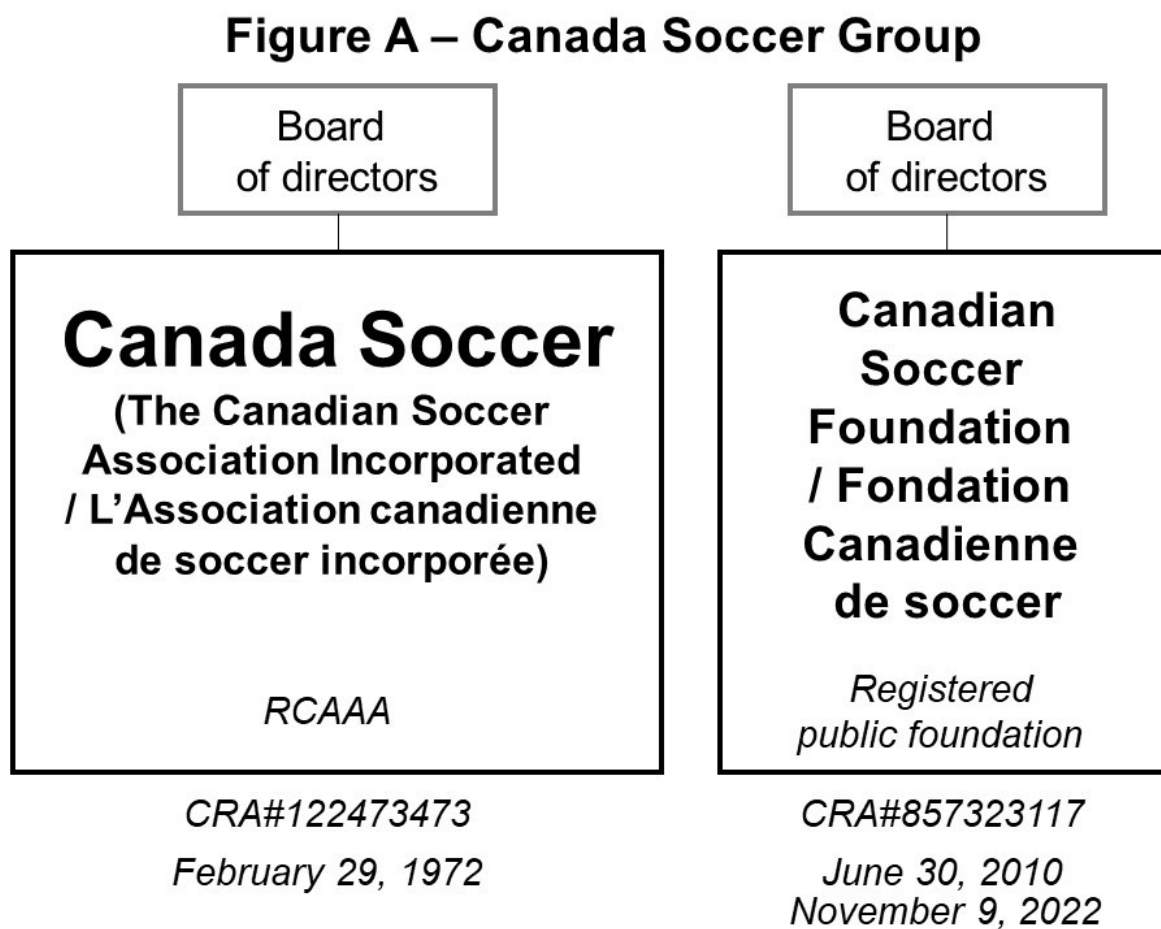 Figure A – Canada Soccer Group
Board
of directors
Canada Soccer
(The Canadian Soccer
Association Incorporated
/ L’Association canadienne
de soccer incorporée)
RCAAA
CRA#122473473
February 29, 1972
Board
of directors
Canadian
Soccer
Foundation
/ Fondation
Canadienne
de soccer
Registered
public foundation
CRA#857323117
June 30, 2010
November 9, 2022